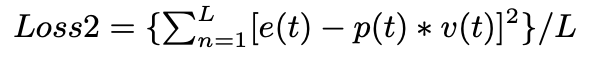 Loss2 = {∑_{n=1}^{L}[e(t) − p(t) * v(t)]²}/L